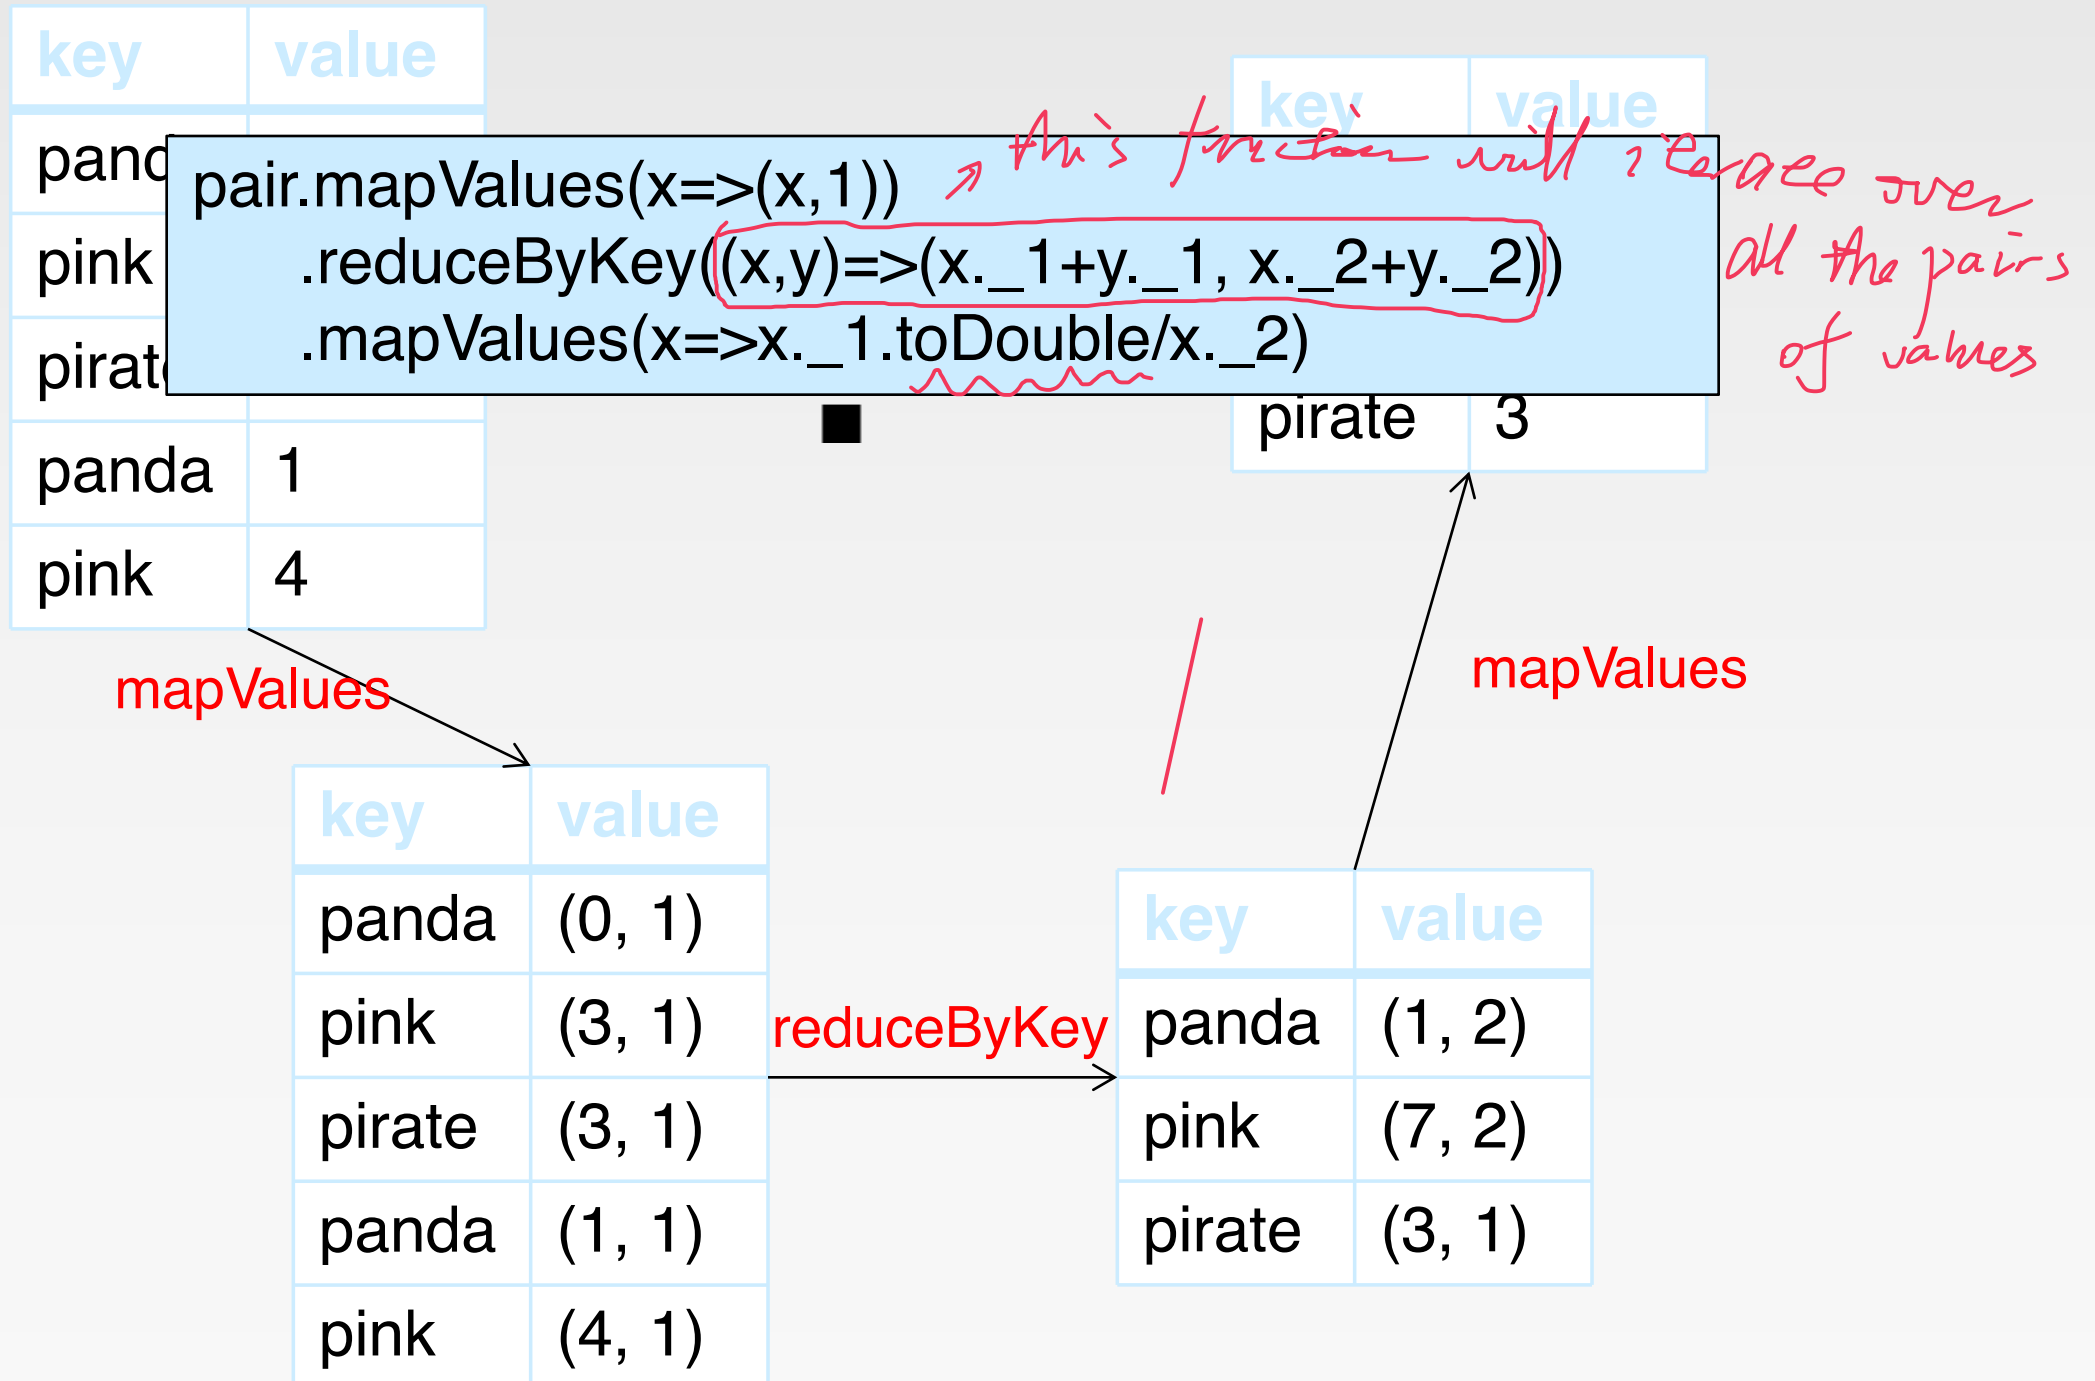 key value
pand
pink
pirat
panda 1
pink 4
pair.mapValues(x=>(x,1))
.reduceByKey((x,y)=>(x._1+y._1, x._2+y._2))
.mapValues(x=>x._1.toDouble/x._2)
this function will iterate over
all the pairs
of values
key value
pirate 3
mapValues
mapValues
key value
panda (0, 1)
pink (3, 1)
pirate (3, 1)
panda (1, 1)
pink (4, 1)
reduceByKey
key value
panda (1, 2)
pink (7, 2)
pirate (3, 1)